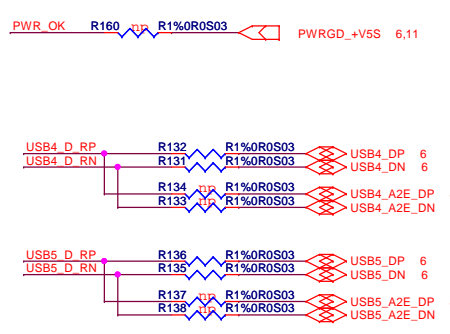 PWR_OK R160 np R1%0R0S03 PWRGD_+V5S 6,11
USB4_D_RP R132 R1%0R0S03 USB4_DP 6
USB4_D_RN R131 R1%0R0S03 USB4_DN 6
R134 np R1%0R0S03 USB4_A2E_DP
R133 R1%0R0S03 USB4_A2E_DN
USB5_D_RP R136 R1%0R0S03 USB5_DP 6
USB5_D_RN R135 R1%0R0S03 USB5_DN 6
R137 np R1%0R0S03 USB5_A2E_DP
R138 np R1%0R0S03 USB5_A2E_DN